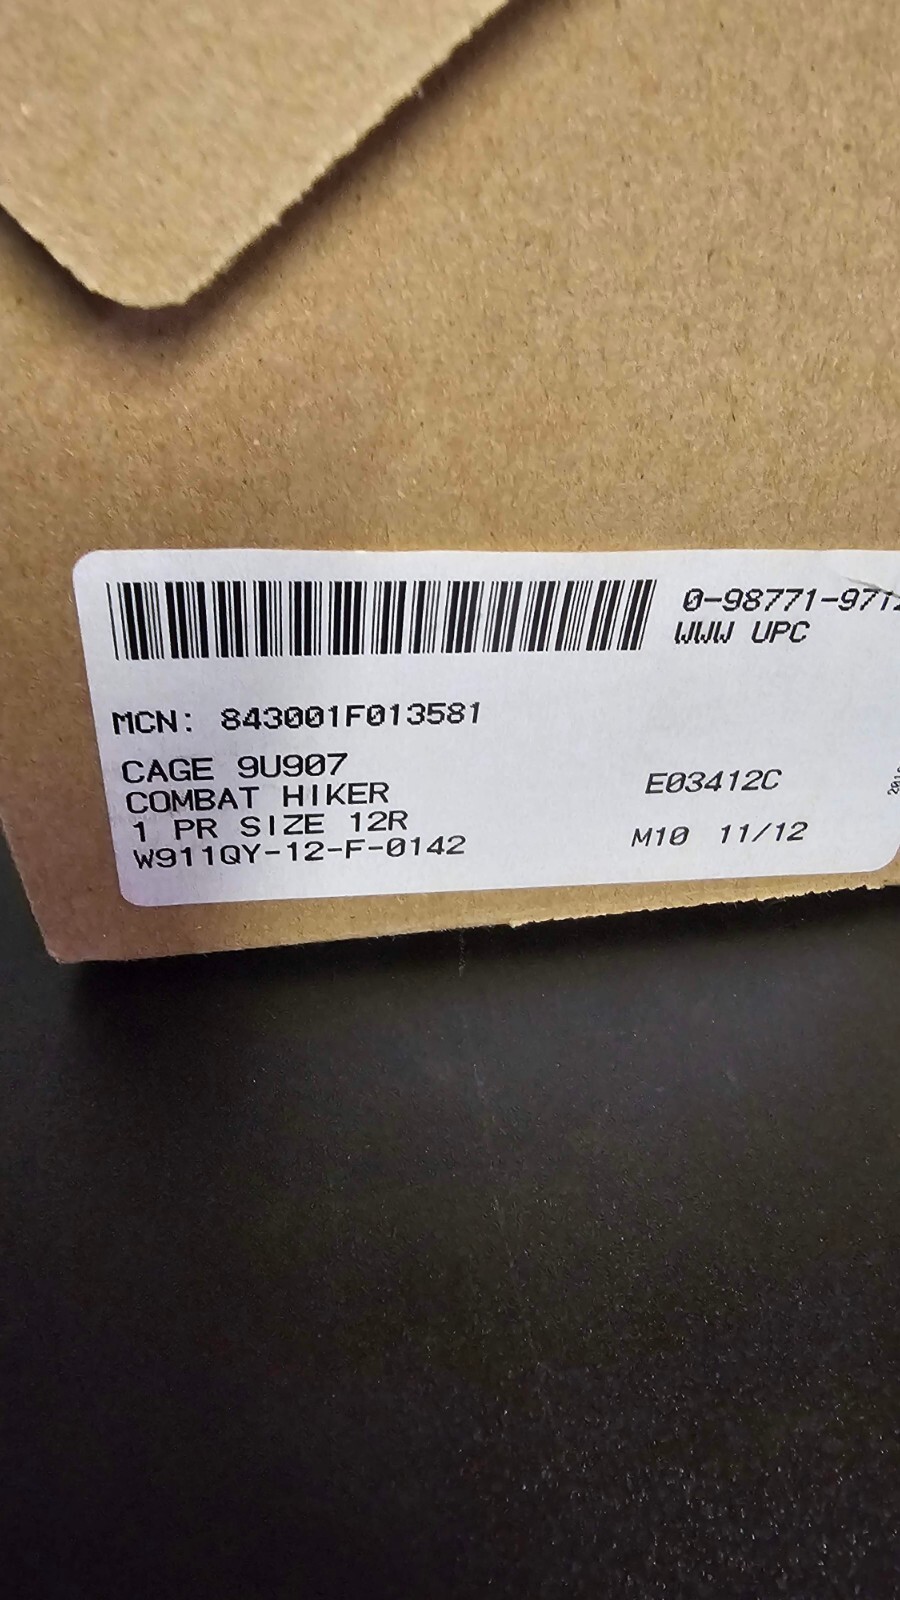 0-98771-971
WWW UPC
MCN: 843001F013581
CAGE 9U907
COMBAT HIKER
1 PR SIZE 12R
W911QY-12-F-0142
E03412C
M10 11/12